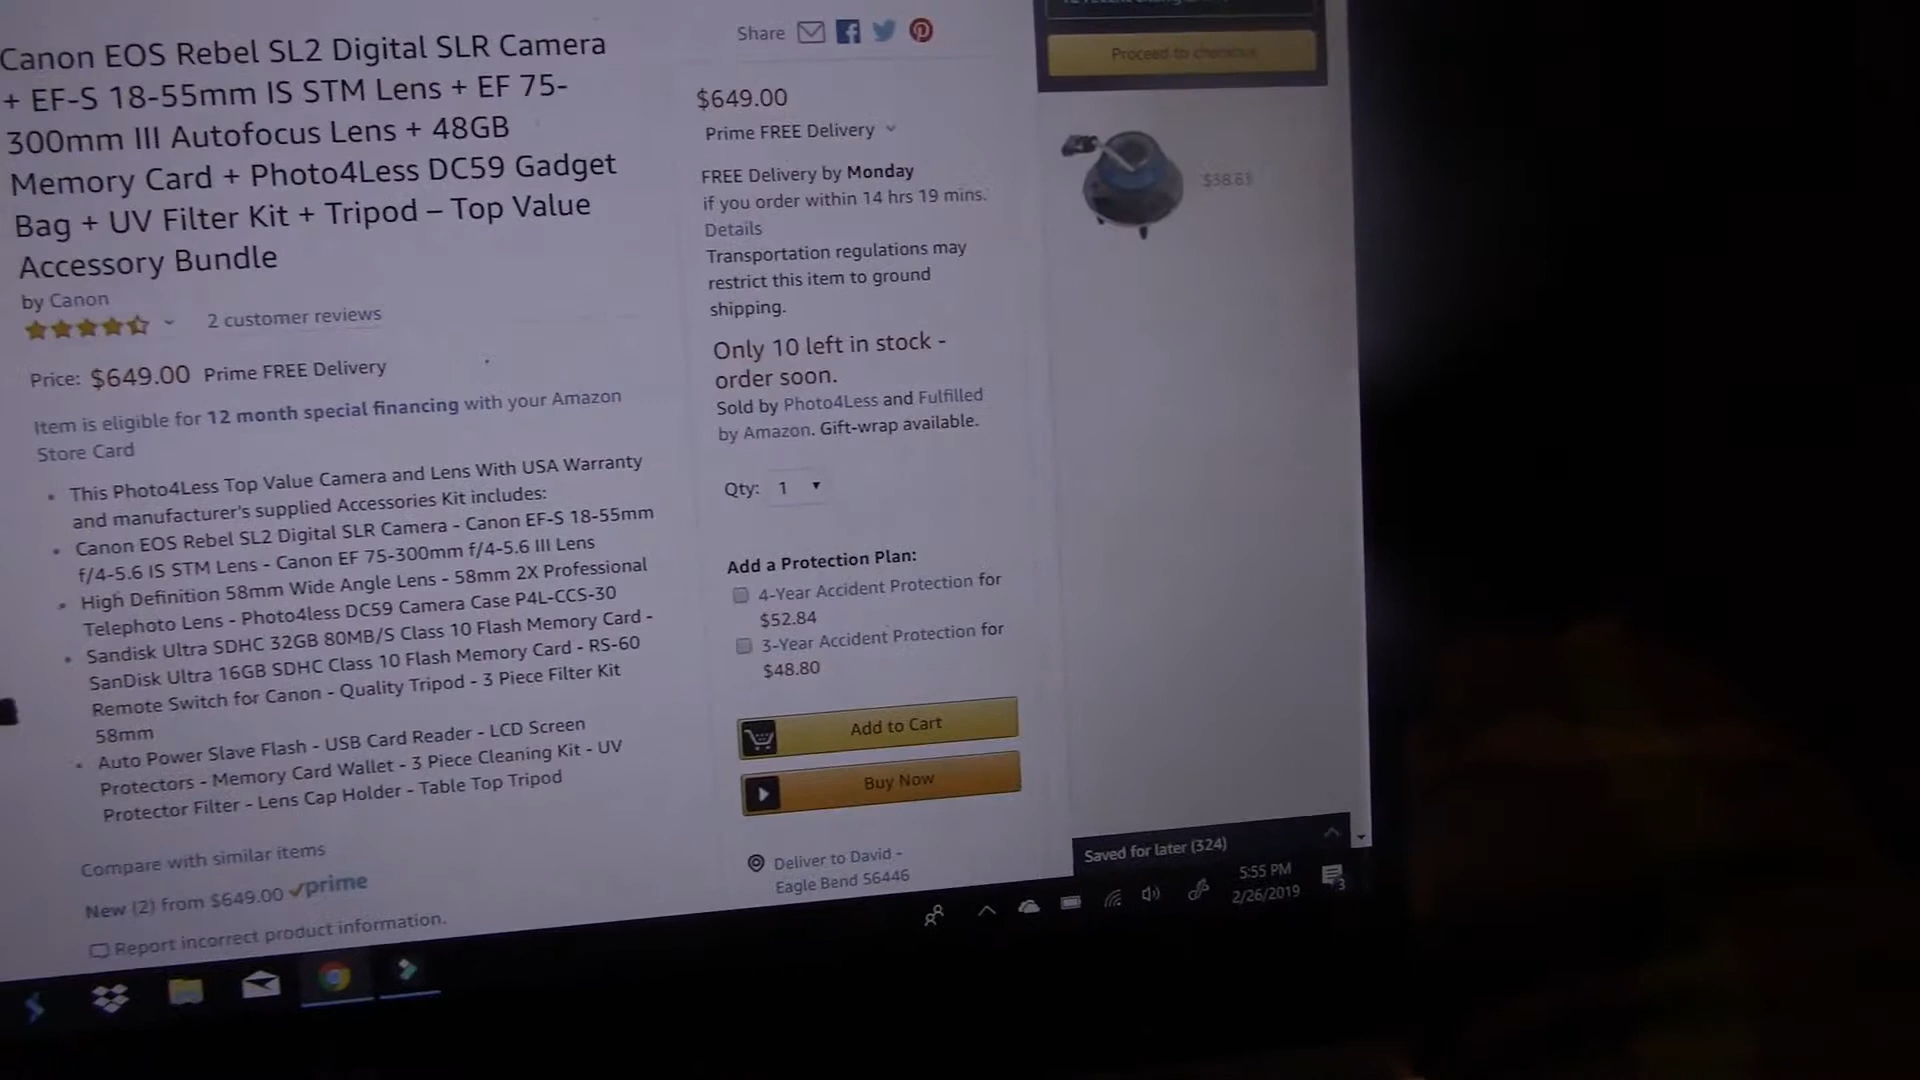 Canon EOS Rebel SL2 Digital SLR Camera
+ EF-S 18-55mm IS STM Lens + EF 75-
300mm III Autofocus Lens + 48GB
Memory Card + Photo4Less DC59 Gadget
Bag + UV Filter Kit + Tripod – Top Value
Accessory Bundle
by Canon
2 customer reviews
Price: $649.00 Prime FREE Delivery
Item is eligible for 12 month special financing with your Amazon
Store Card
This Photo4Less Top Value Camera and Lens With USA Warranty
and manufacturer's supplied Accessories Kit includes:
Canon EOS Rebel SL2 Digital SLR Camera - Canon EF-S 18-55mm
f/4-5.6 IS STM Lens - Canon EF 75-300mm f/4-5.6 III Lens
High Definition 58mm Wide Angle Lens - 58mm 2X Professional
Telephoto Lens - Photo4less DC59 Camera Case P4L-CCS-30
Sandisk Ultra SDHC 32GB 80MB/S Class 10 Flash Memory Card -
SanDisk Ultra 16GB SDHC Class 10 Flash Memory Card - RS-60
Remote Switch for Canon - Quality Tripod - 3 Piece Filter Kit
58mm
Auto Power Slave Flash - USB Card Reader - LCD Screen
Protectors - Memory Card Wallet - 3 Piece Cleaning Kit - UV
Protector Filter - Lens Cap Holder - Table Top Tripod
Compare with similar items
New (2) from $649.00 prime
Report incorrect product information.
Share
$649.00
Prime FREE Delivery
FREE Delivery by Monday
if you order within 14 hrs 19 mins.
Details
Transportation regulations may
restrict this item to ground
shipping.
Only 10 left in stock -
order soon.
Sold by Photo4Less and Fulfilled
by Amazon. Gift-wrap available.
Qty: 1
Add a Protection Plan:
4-Year Accident Protection for
$52.84
3-Year Accident Protection for
$48.80
Add to Cart
Buy Now
Deliver to David -
Eagle Bend 56446
Proceed to checkout
Saved for later (324)
5:55 PM
2/26/2019
3